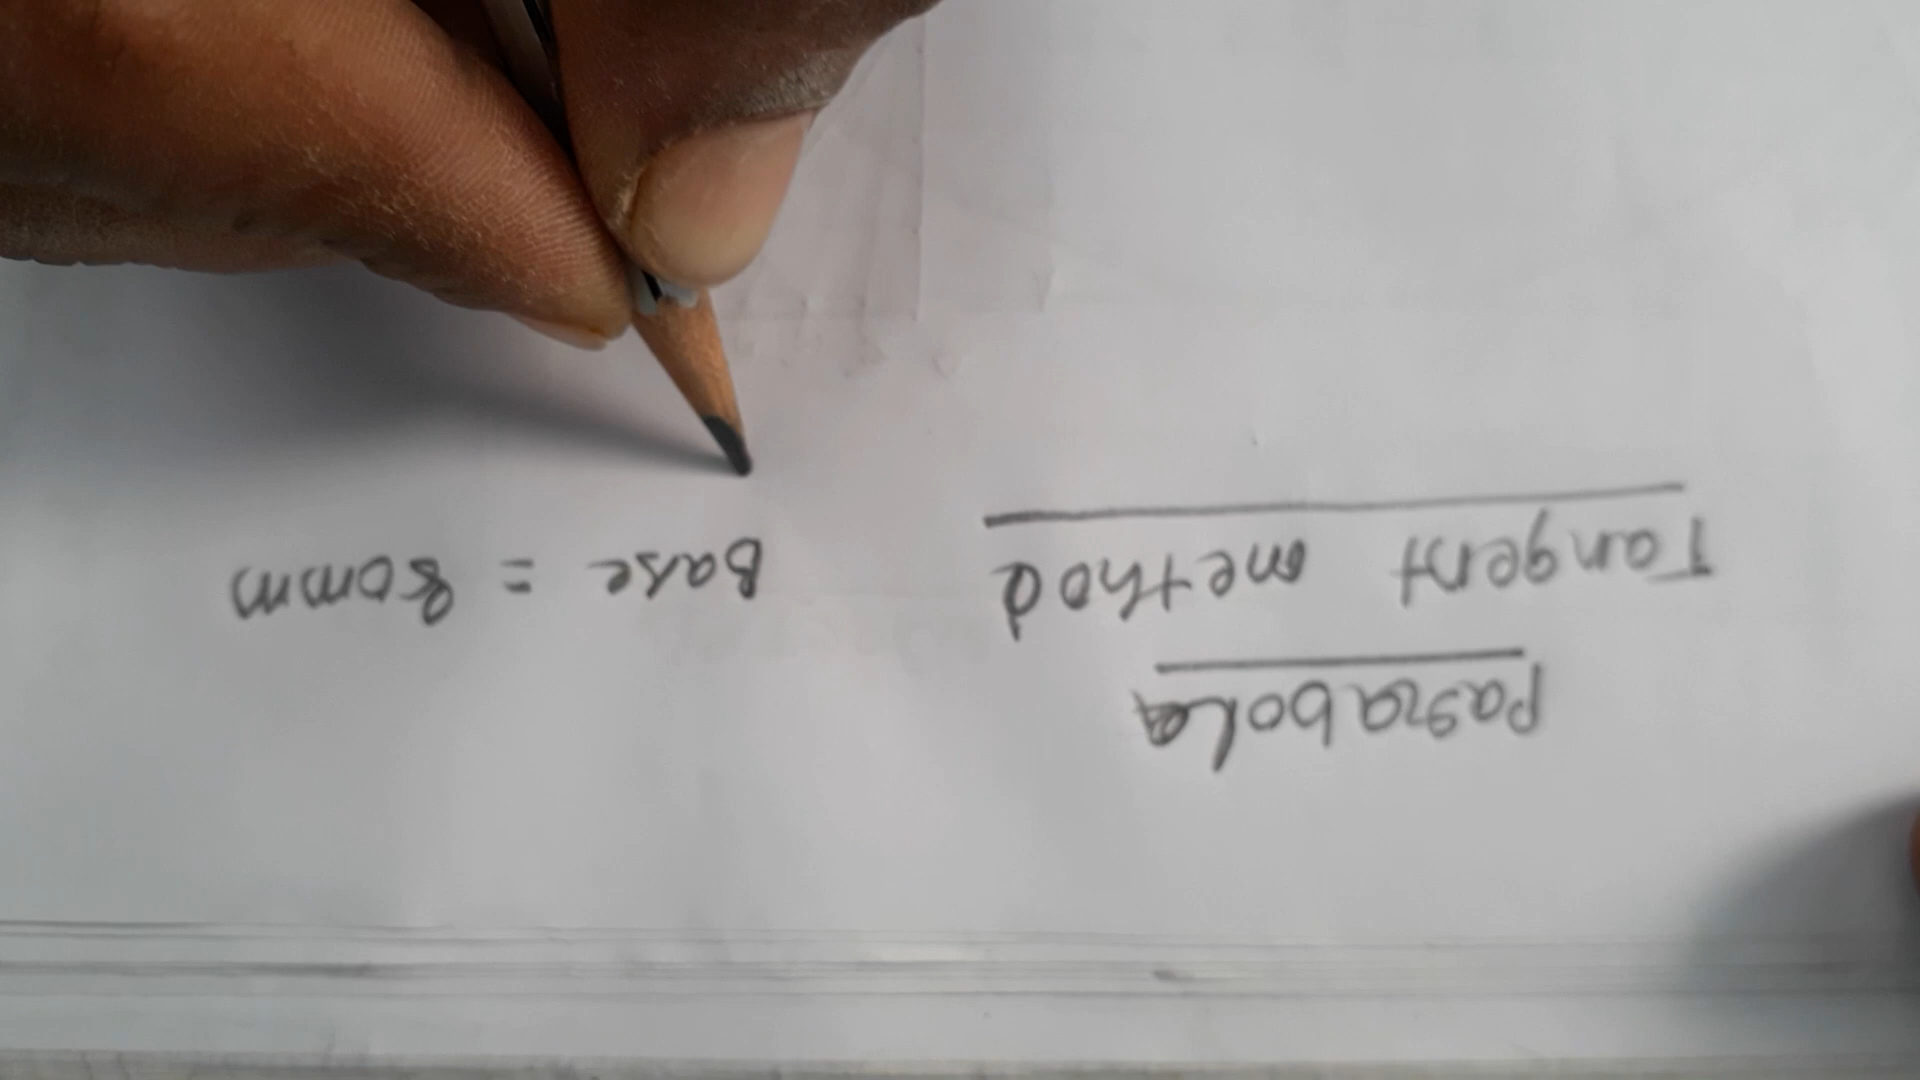 Parabola
Tangent method
Base = 80mm